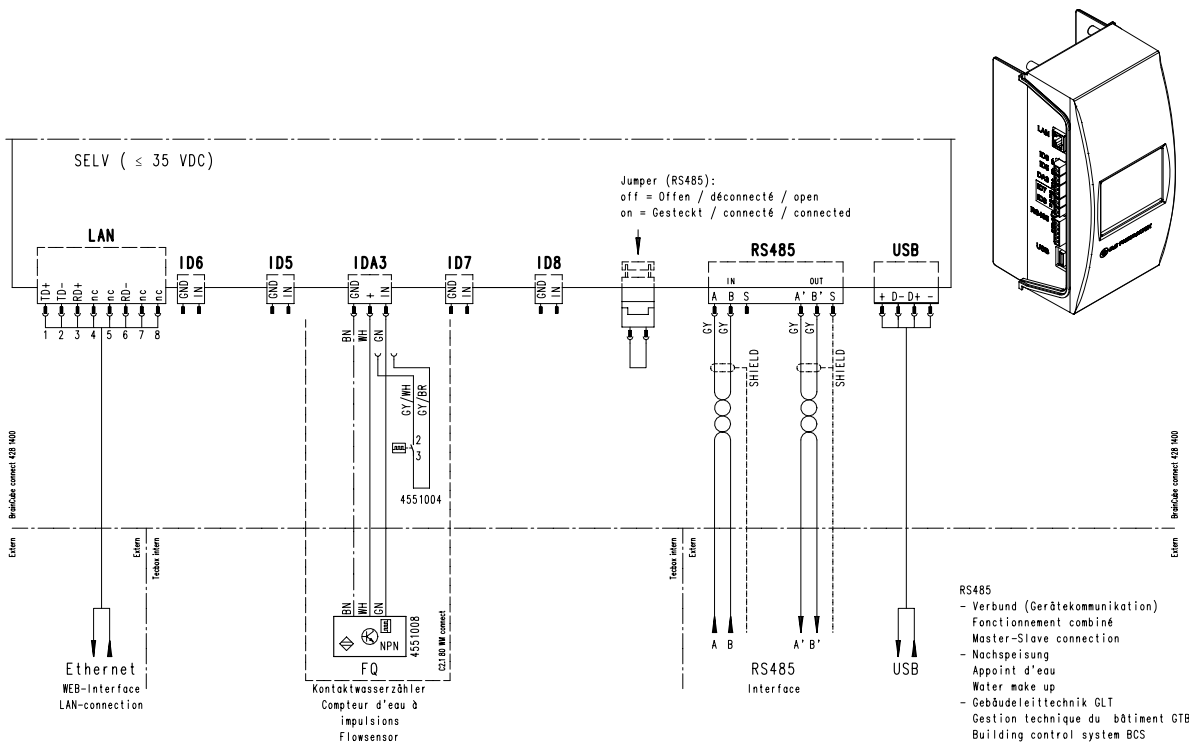 SELV ( ≤ 35 VDC)
Jumper (RS485):
off = Offen / déconnecté / open
on = Gesteckt / connecté / connected
LAN
ID6
ID5
IDA3
ID7
ID8
RS485
USB
TD+
TD-
RD+
nc
nc
RD-
nc
nc
GND
IN
GND
IN
GND
+
IN
GND
IN
GND
IN
IN
OUT
A B S
A' B' S
+ D- D+ -
1 2 3 4 5 6 7 8
BN
WH
GN
GY
GY
GY
GY
SHIELD
SHIELD
GY/WH
GY/BR
2
3
4551004
BrainCube connect 428 1400
BrainCube connect 428 1400
Extern
Extern
Tecbox intern
Tecbox intern
Extern
Extern
BN
WH
GN
NPN
4551008
C2.1 80 WM connect
FQ
Kontaktwasserzähler
Compteur d'eau à
impulsions
Flowsensor
Ethernet
WEB-Interface
LAN-connection
A B
A' B'
RS485
Interface
USB
RS485
- Verbund (Gerätekommunikation)
Fonctionnement combiné
Master-Slave connection
- Nachspeisung
Appoint d'eau
Water make up
- Gebäudeleittechnik GLT
Gestion technique du bâtiment GTB
Building control system BCS
LAN
ID6
ID5
ID7
ID8
RS485
USB